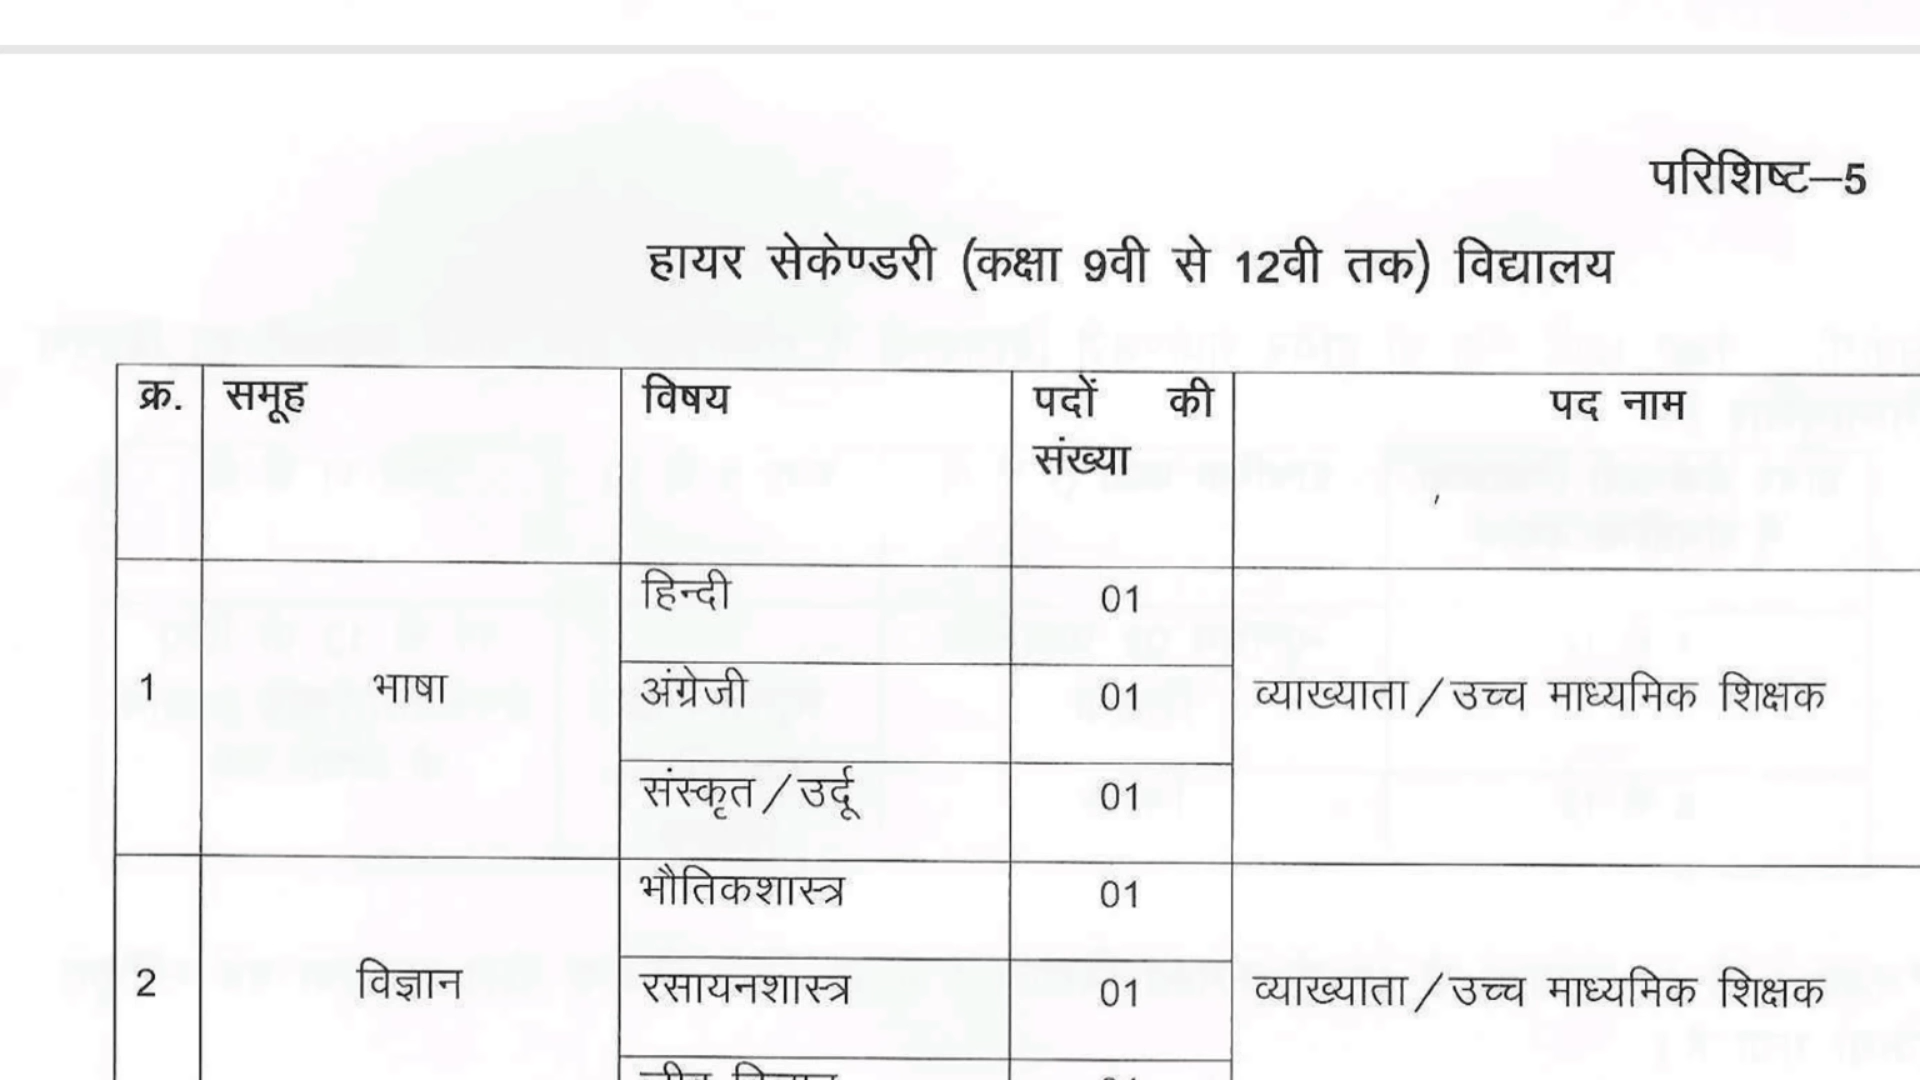 परिशिष्ट–5
हायर सेकेण्डरी (कक्षा 9वी से 12वी तक) विद्यालय
क्र. समूह विषय पदों की पद नाम
संख्या
हिन्दी 01
1 भाषा अंग्रेजी 01 व्याख्याता/उच्च माध्यमिक शिक्षक
संस्कृत/उर्दू 01
भौतिकशास्त्र 01
2 विज्ञान रसायनशास्त्र 01 व्याख्याता/उच्च माध्यमिक शिक्षक